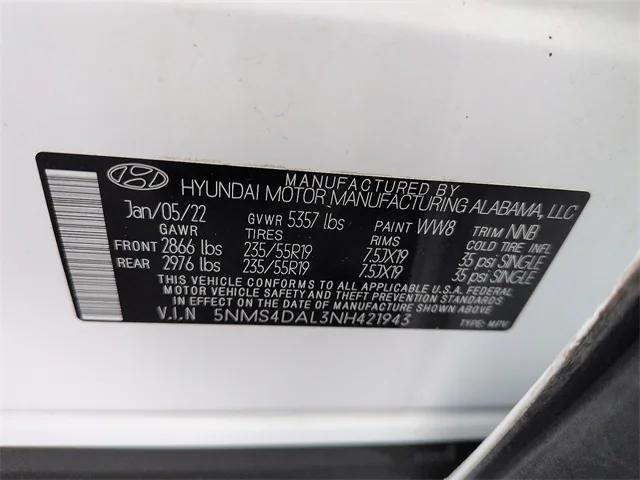 MANUFACTURED BY
HYUNDAI MOTOR MANUFACTURING ALABAMA, LLC
Jan/05/22 GVWR 5357 lbs PAINT WW8 TRIM NNB
GAWR TIRES RIMS COLD TIRE INFL
FRONT 2866 lbs 235/55R19 7.5JX19 35 psi SINGLE
REAR 2976 lbs 235/55R19 7.5JX19 35 psi SINGLE
THIS VEHICLE CONFORMS TO ALL APPLICABLE U.S.A FEDERAL
MOTOR VEHICLE SAFETY AND THEFT PREVENTION STANDARDS
IN EFFECT ON THE DATE OF MANUFACTURE SHOWN ABOVE
V.I.N 5NMS4DAL3NH421943 TYPE: MPV